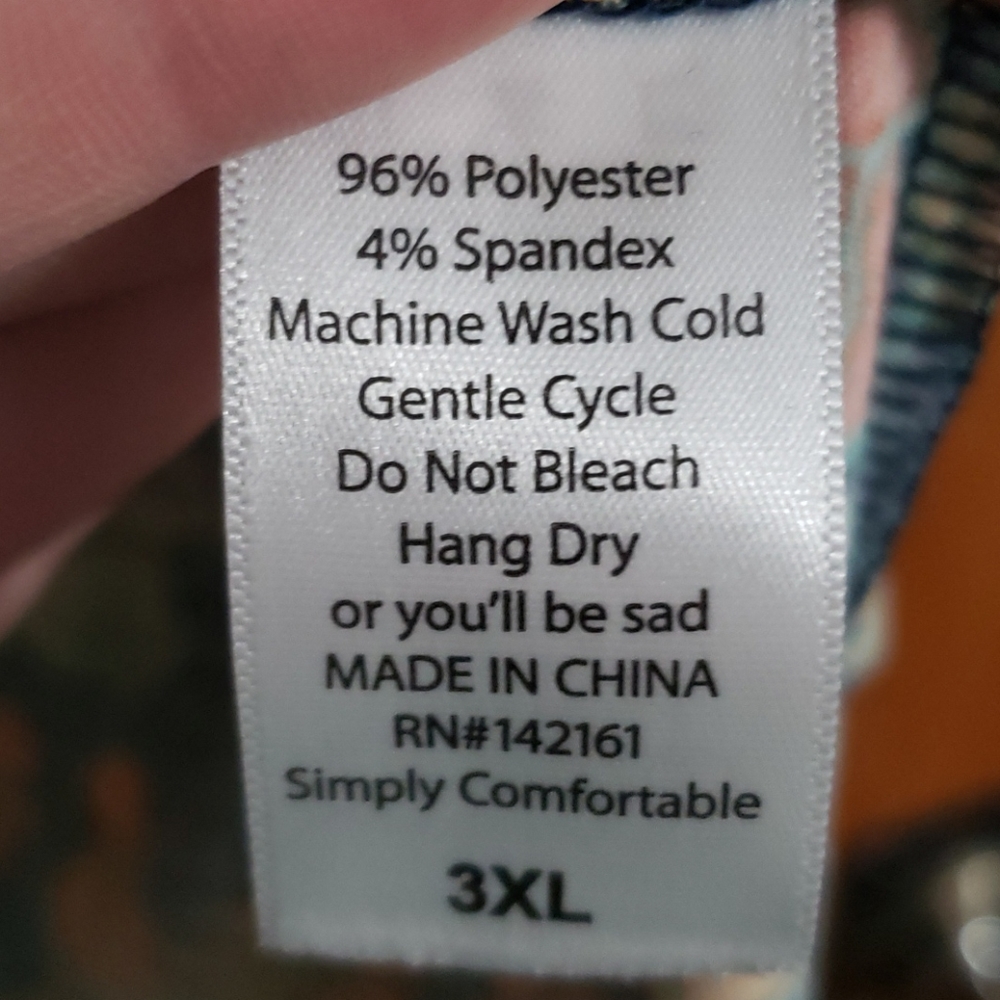 96% Polyester
4% Spandex
Machine Wash Cold
Gentle Cycle
Do Not Bleach
Hang Dry
or you'll be sad
MADE IN CHINA
RN#142161
Simply Comfortable
3XL